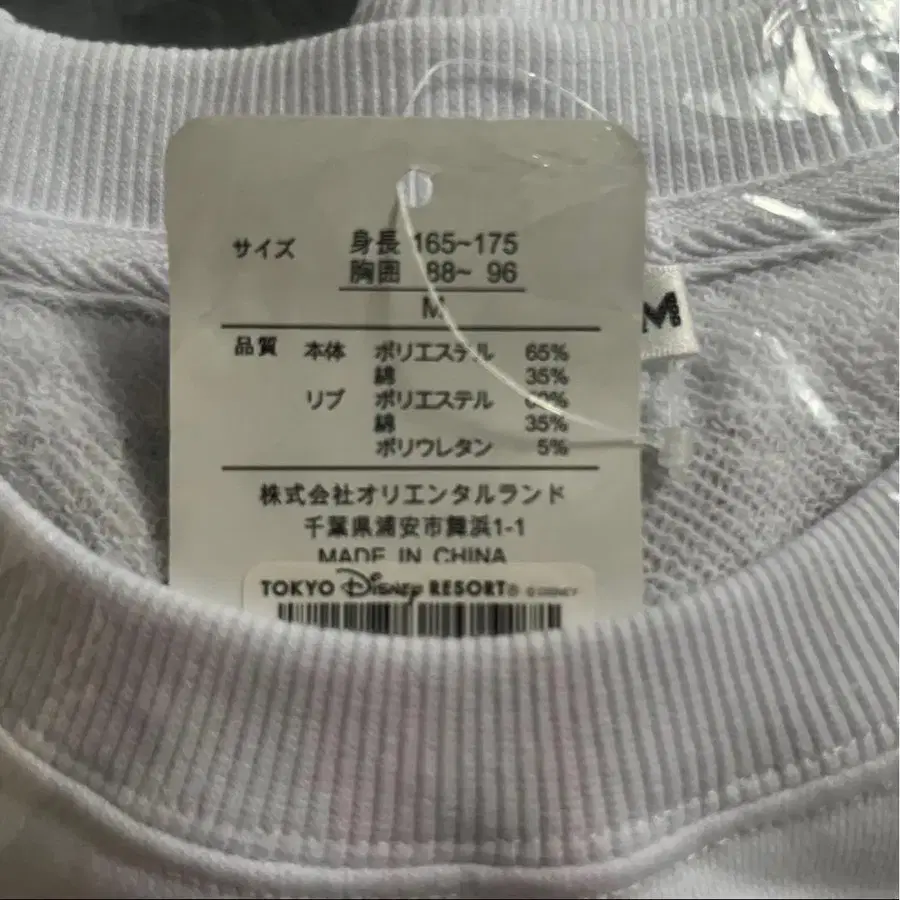 サイズ 身長 165~175
胸囲 88~ 96
M
M
品質 本体 ポリエステル 65%
綿 35%
リブ ポリエステル 60%
綿 35%
ポリウレタン 5%
株式会社オリエンタルランド
千葉県浦安市舞浜1-1
MADE IN CHINA
TOKYO Disney RESORT® ©DISNEY